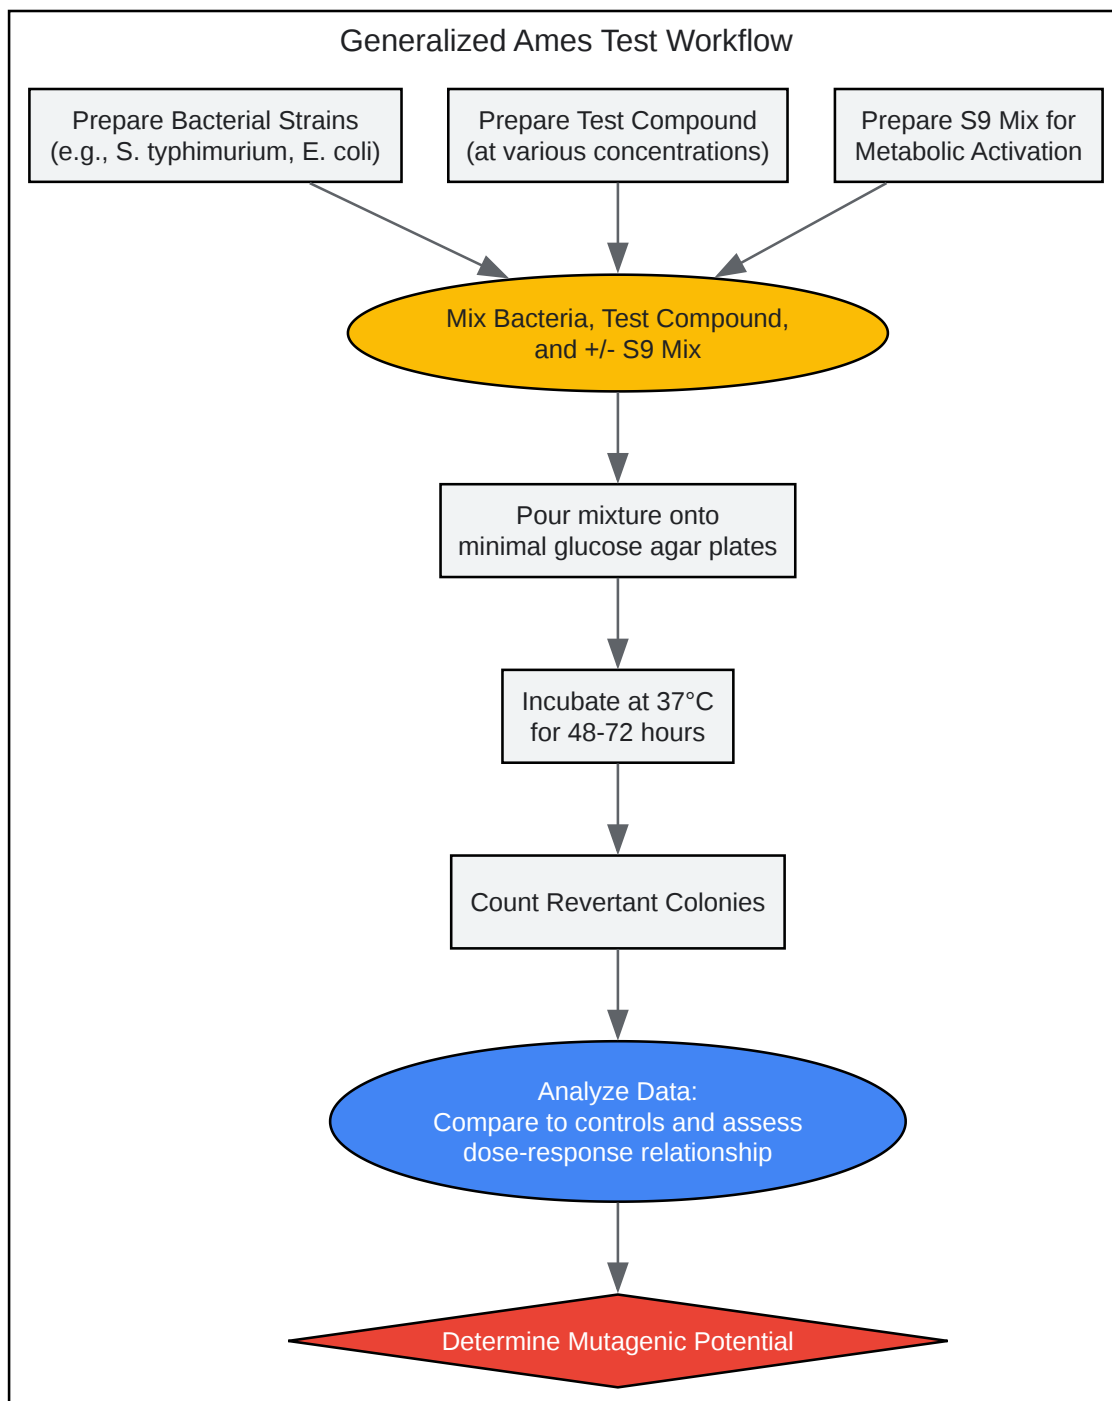 Generalized Ames Test Workflow
Prepare Bacterial Strains
(e.g., S. typhimurium, E. coli)
Prepare Test Compound
(at various concentrations)
Prepare S9 Mix for
Metabolic Activation
Mix Bacteria, Test Compound,
and +/- S9 Mix
Pour mixture onto
minimal glucose agar plates
Incubate at 37°C
for 48-72 hours
Count Revertant Colonies
Analyze Data:
Compare to controls and assess
dose-response relationship
Determine Mutagenic Potential